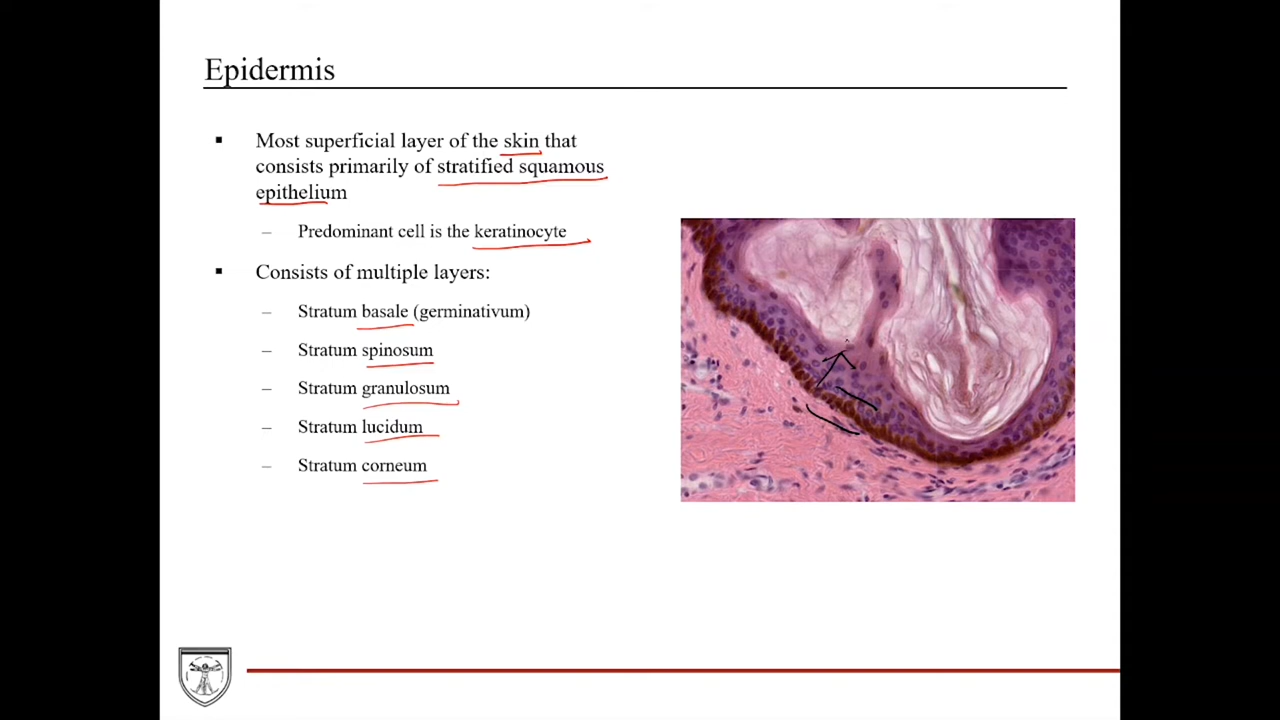 Epidermis
▪ Most superficial layer of the skin that
consists primarily of stratified squamous
epithelium
– Predominant cell is the keratinocyte
▪ Consists of multiple layers:
– Stratum basale (germinativum)
– Stratum spinosum
– Stratum granulosum
– Stratum lucidum
– Stratum corneum